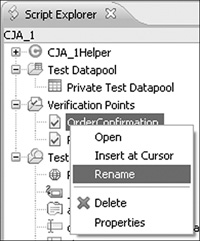 Script Explorer
CJA_1
CJA_1Helper
Test Datapool
Private Test Datapool
Verification Points
OrderConfirmation
Open
Insert at Cursor
Test
Rename
Delete
Properties